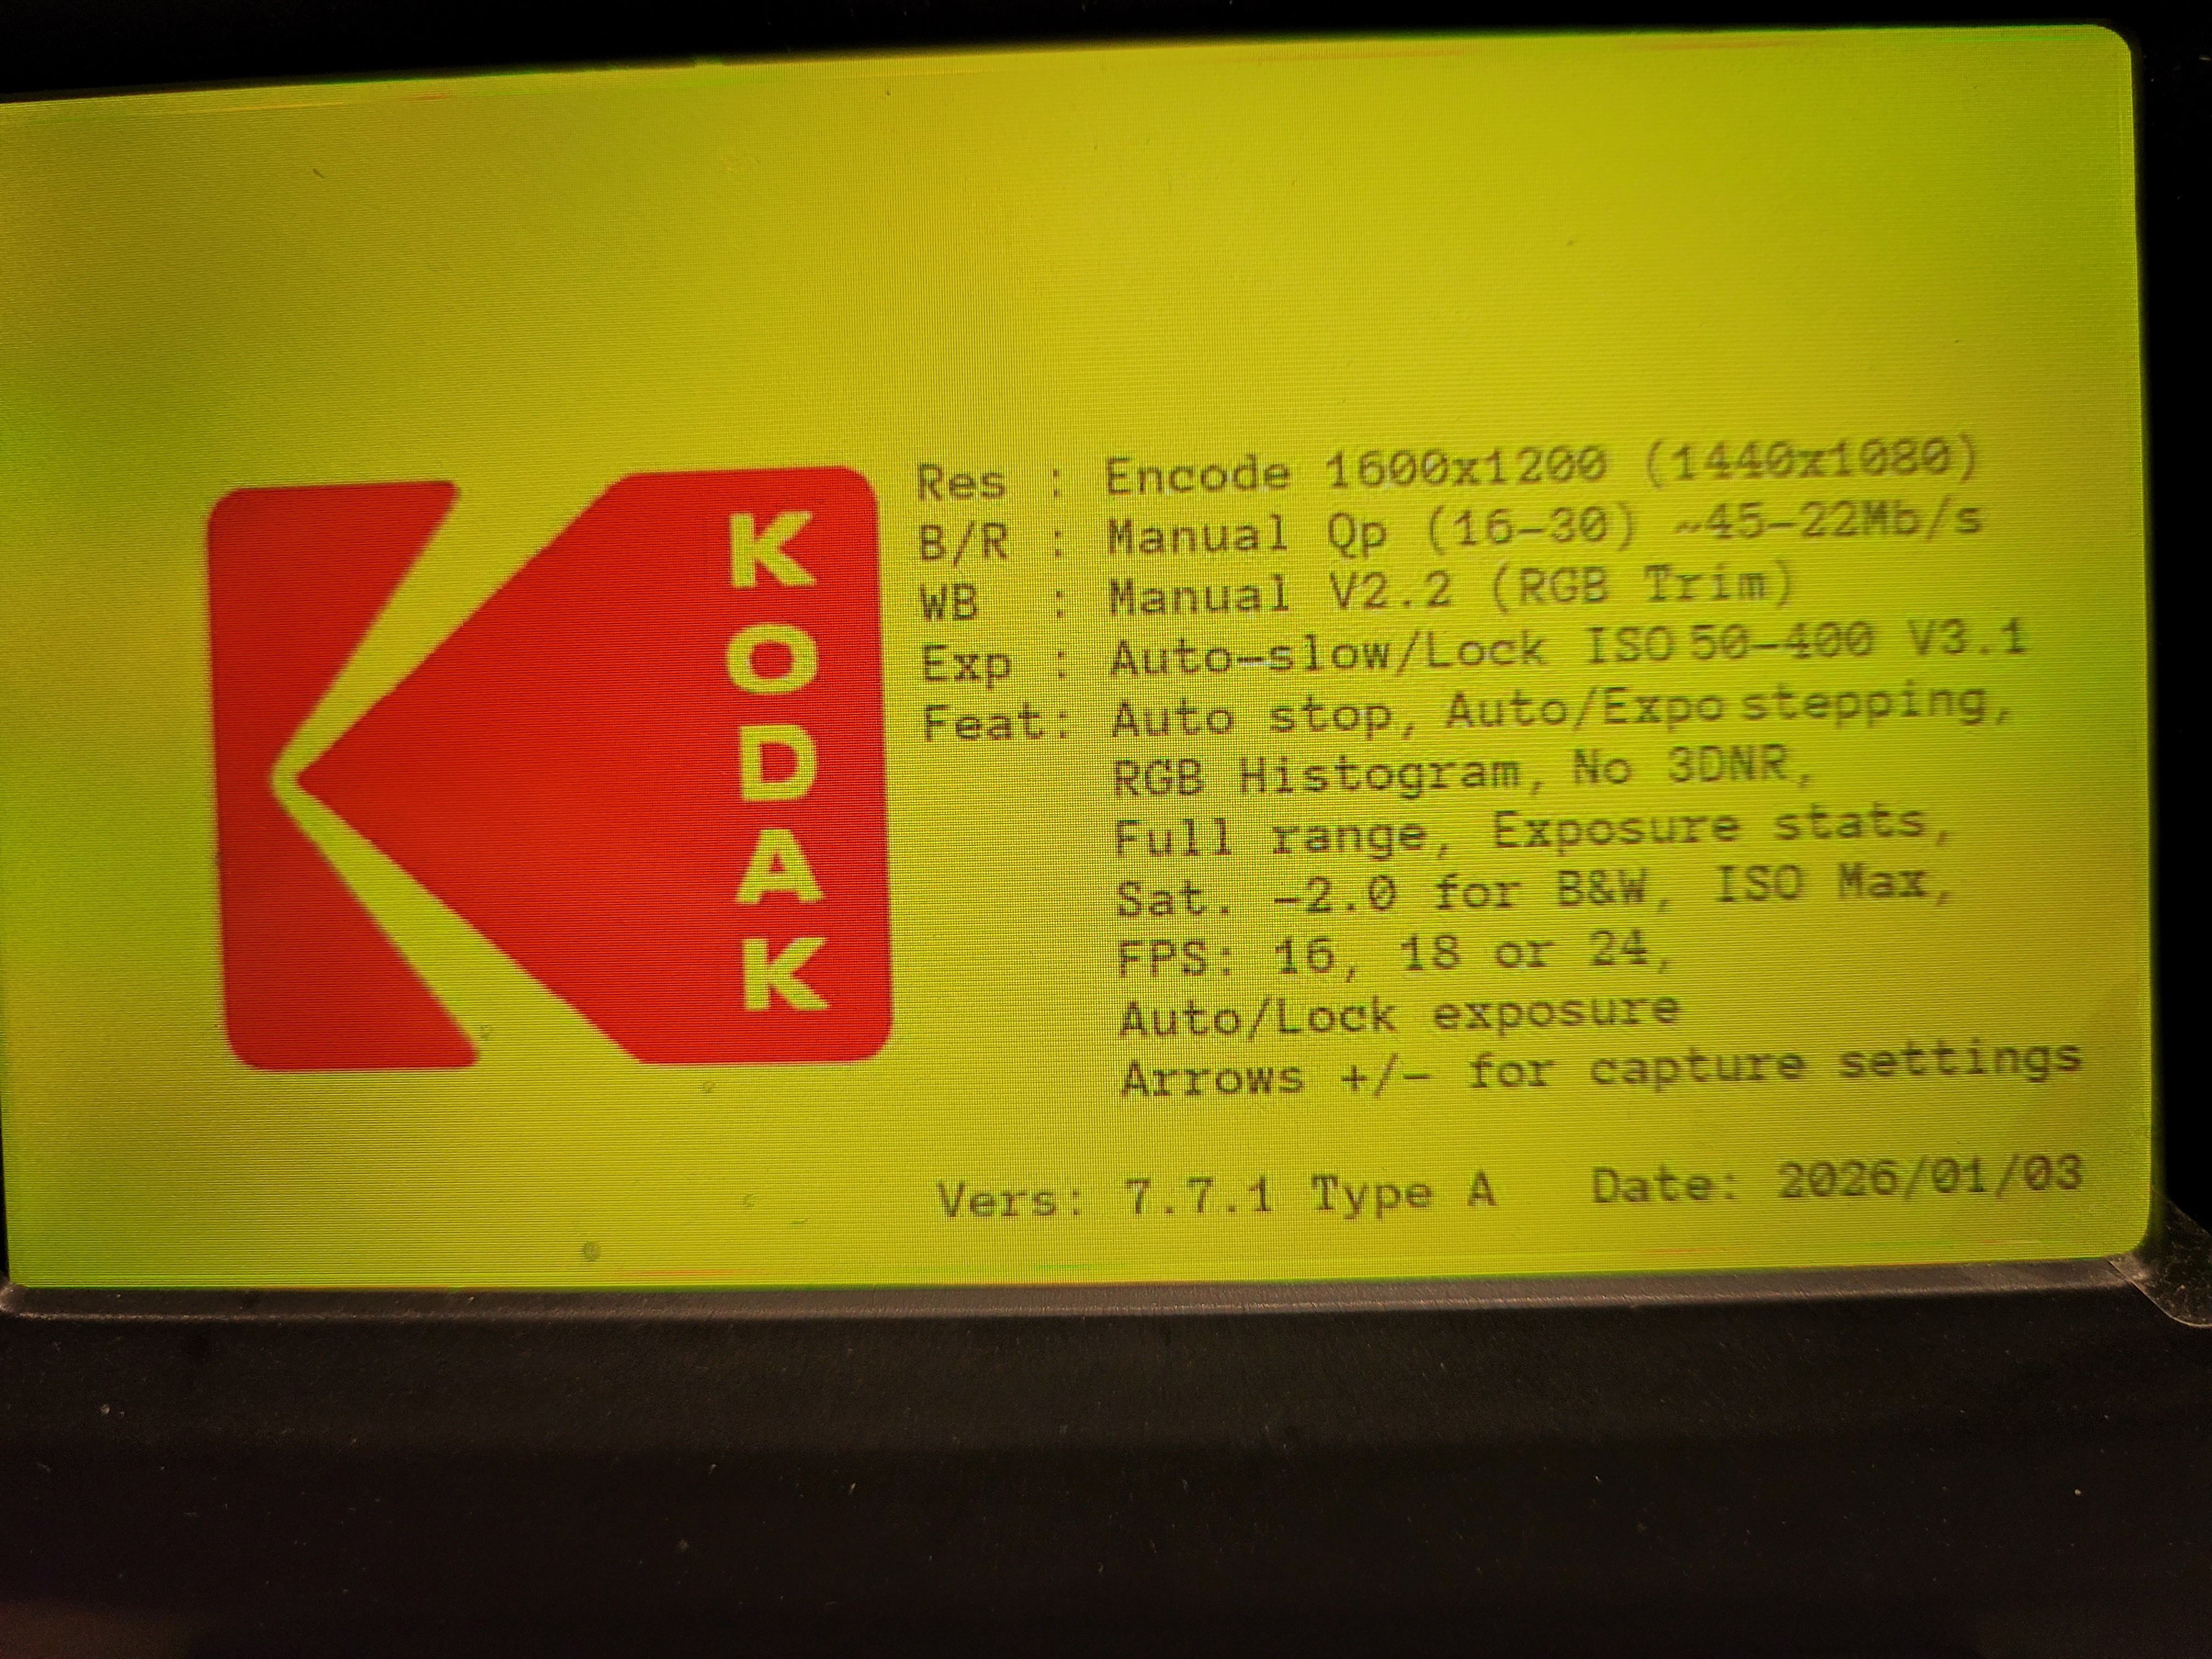 KODAK
Res : Encode 1600x1200 (1440x1080)
B/R : Manual Qp (16-30) ~45-22Mb/s
WB : Manual V2.2 (RGB Trim)
Exp : Auto-slow/Lock ISO 50-400 V3.1
Feat: Auto stop, Auto/Expo stepping,
RGB Histogram, No 3DNR,
Full range, Exposure stats,
Sat. -2.0 for B&W, ISO Max,
FPS: 16, 18 or 24,
Auto/Lock exposure
Arrows +/- for capture settings
Vers: 7.7.1 Type A Date: 2026/01/03